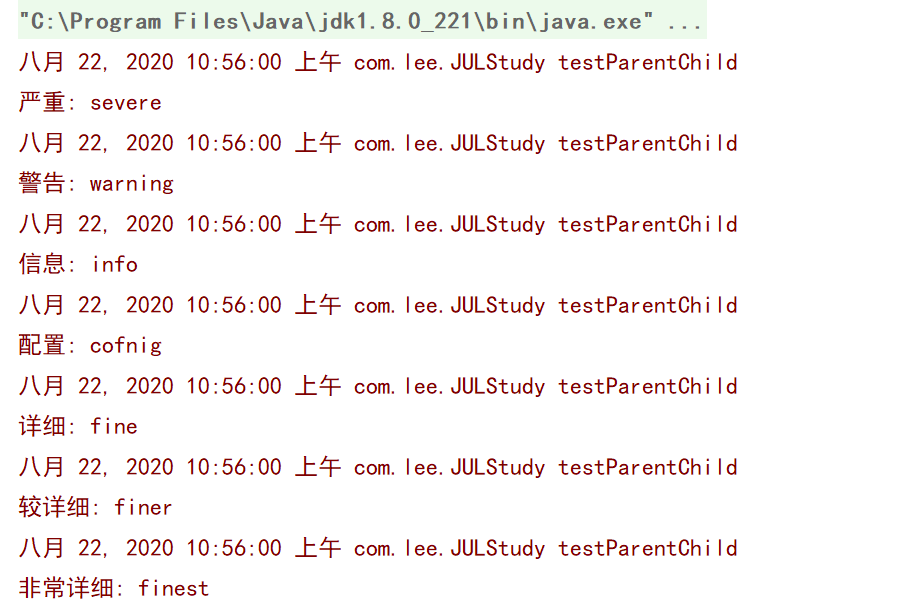 "C:\Program Files\Java\jdk1.8.0_221\bin\java.exe" ...
八月 22, 2020 10:56:00 上午 com.lee.JULStudy testParentChild
严重: severe
八月 22, 2020 10:56:00 上午 com.lee.JULStudy testParentChild
警告: warning
八月 22, 2020 10:56:00 上午 com.lee.JULStudy testParentChild
信息: info
八月 22, 2020 10:56:00 上午 com.lee.JULStudy testParentChild
配置: cofnig
八月 22, 2020 10:56:00 上午 com.lee.JULStudy testParentChild
详细: fine
八月 22, 2020 10:56:00 上午 com.lee.JULStudy testParentChild
较详细: finer
八月 22, 2020 10:56:00 上午 com.lee.JULStudy testParentChild
非常详细: finest